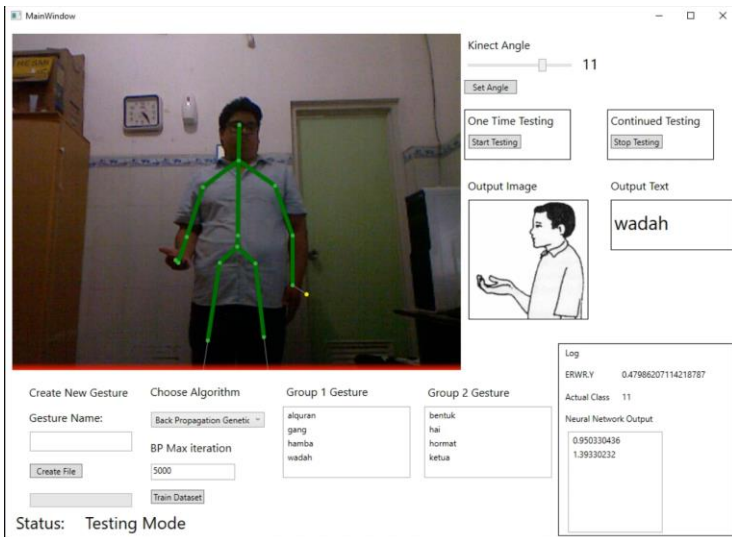 MainWindow
Kinect Angle
11
Set Angle
One Time Testing
Start Testing
Continued Testing
Stop Testing
Output Image
Output Text
wadah
Create New Gesture
Gesture Name:
Create File
Choose Algorithm
Back Propagation Genetic
BP Max iteration
5000
Train Dataset
Group 1 Gesture
alquran
gang
hamba
wadah
Group 2 Gesture
bentuk
hai
hormat
ketua
Log
ERWR.Y 0.47986207114218787
Actual Class 11
Neural Network Output
0.950330436
1.39330232
Status: Testing Mode